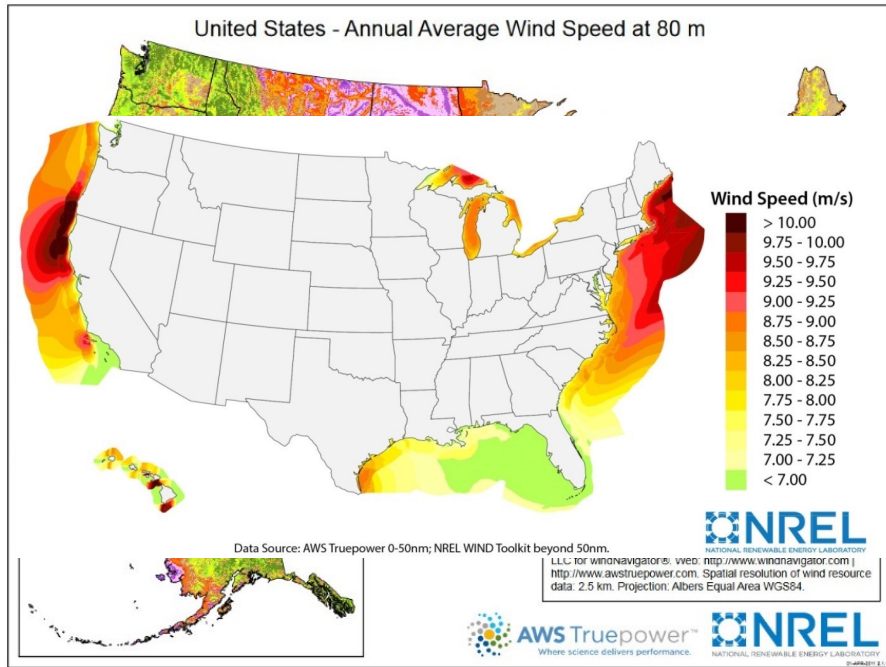 United States - Annual Average Wind Speed at 80 m
Wind Speed (m/s)
> 10.00
9.75 - 10.00
9.50 - 9.75
9.25 - 9.50
9.00 - 9.25
8.75 - 9.00
8.50 - 8.75
8.25 - 8.50
8.00 - 8.25
7.75 - 8.00
7.50 - 7.75
7.25 - 7.50
7.00 - 7.25
< 7.00
NREL
NATIONAL RENEWABLE ENERGY LABORATORY
Data Source: AWS Truepower 0-50nm; NREL WIND Toolkit beyond 50nm.
LLC for windNavigator®. Web: http://www.windnavigator.com |
http://www.awstruepower.com. Spatial resolution of wind resource
data: 2.5 km. Projection: Albers Equal Area WGS84.
AWS Truepower™
Where science delivers performance.
NREL
NATIONAL RENEWABLE ENERGY LABORATORY